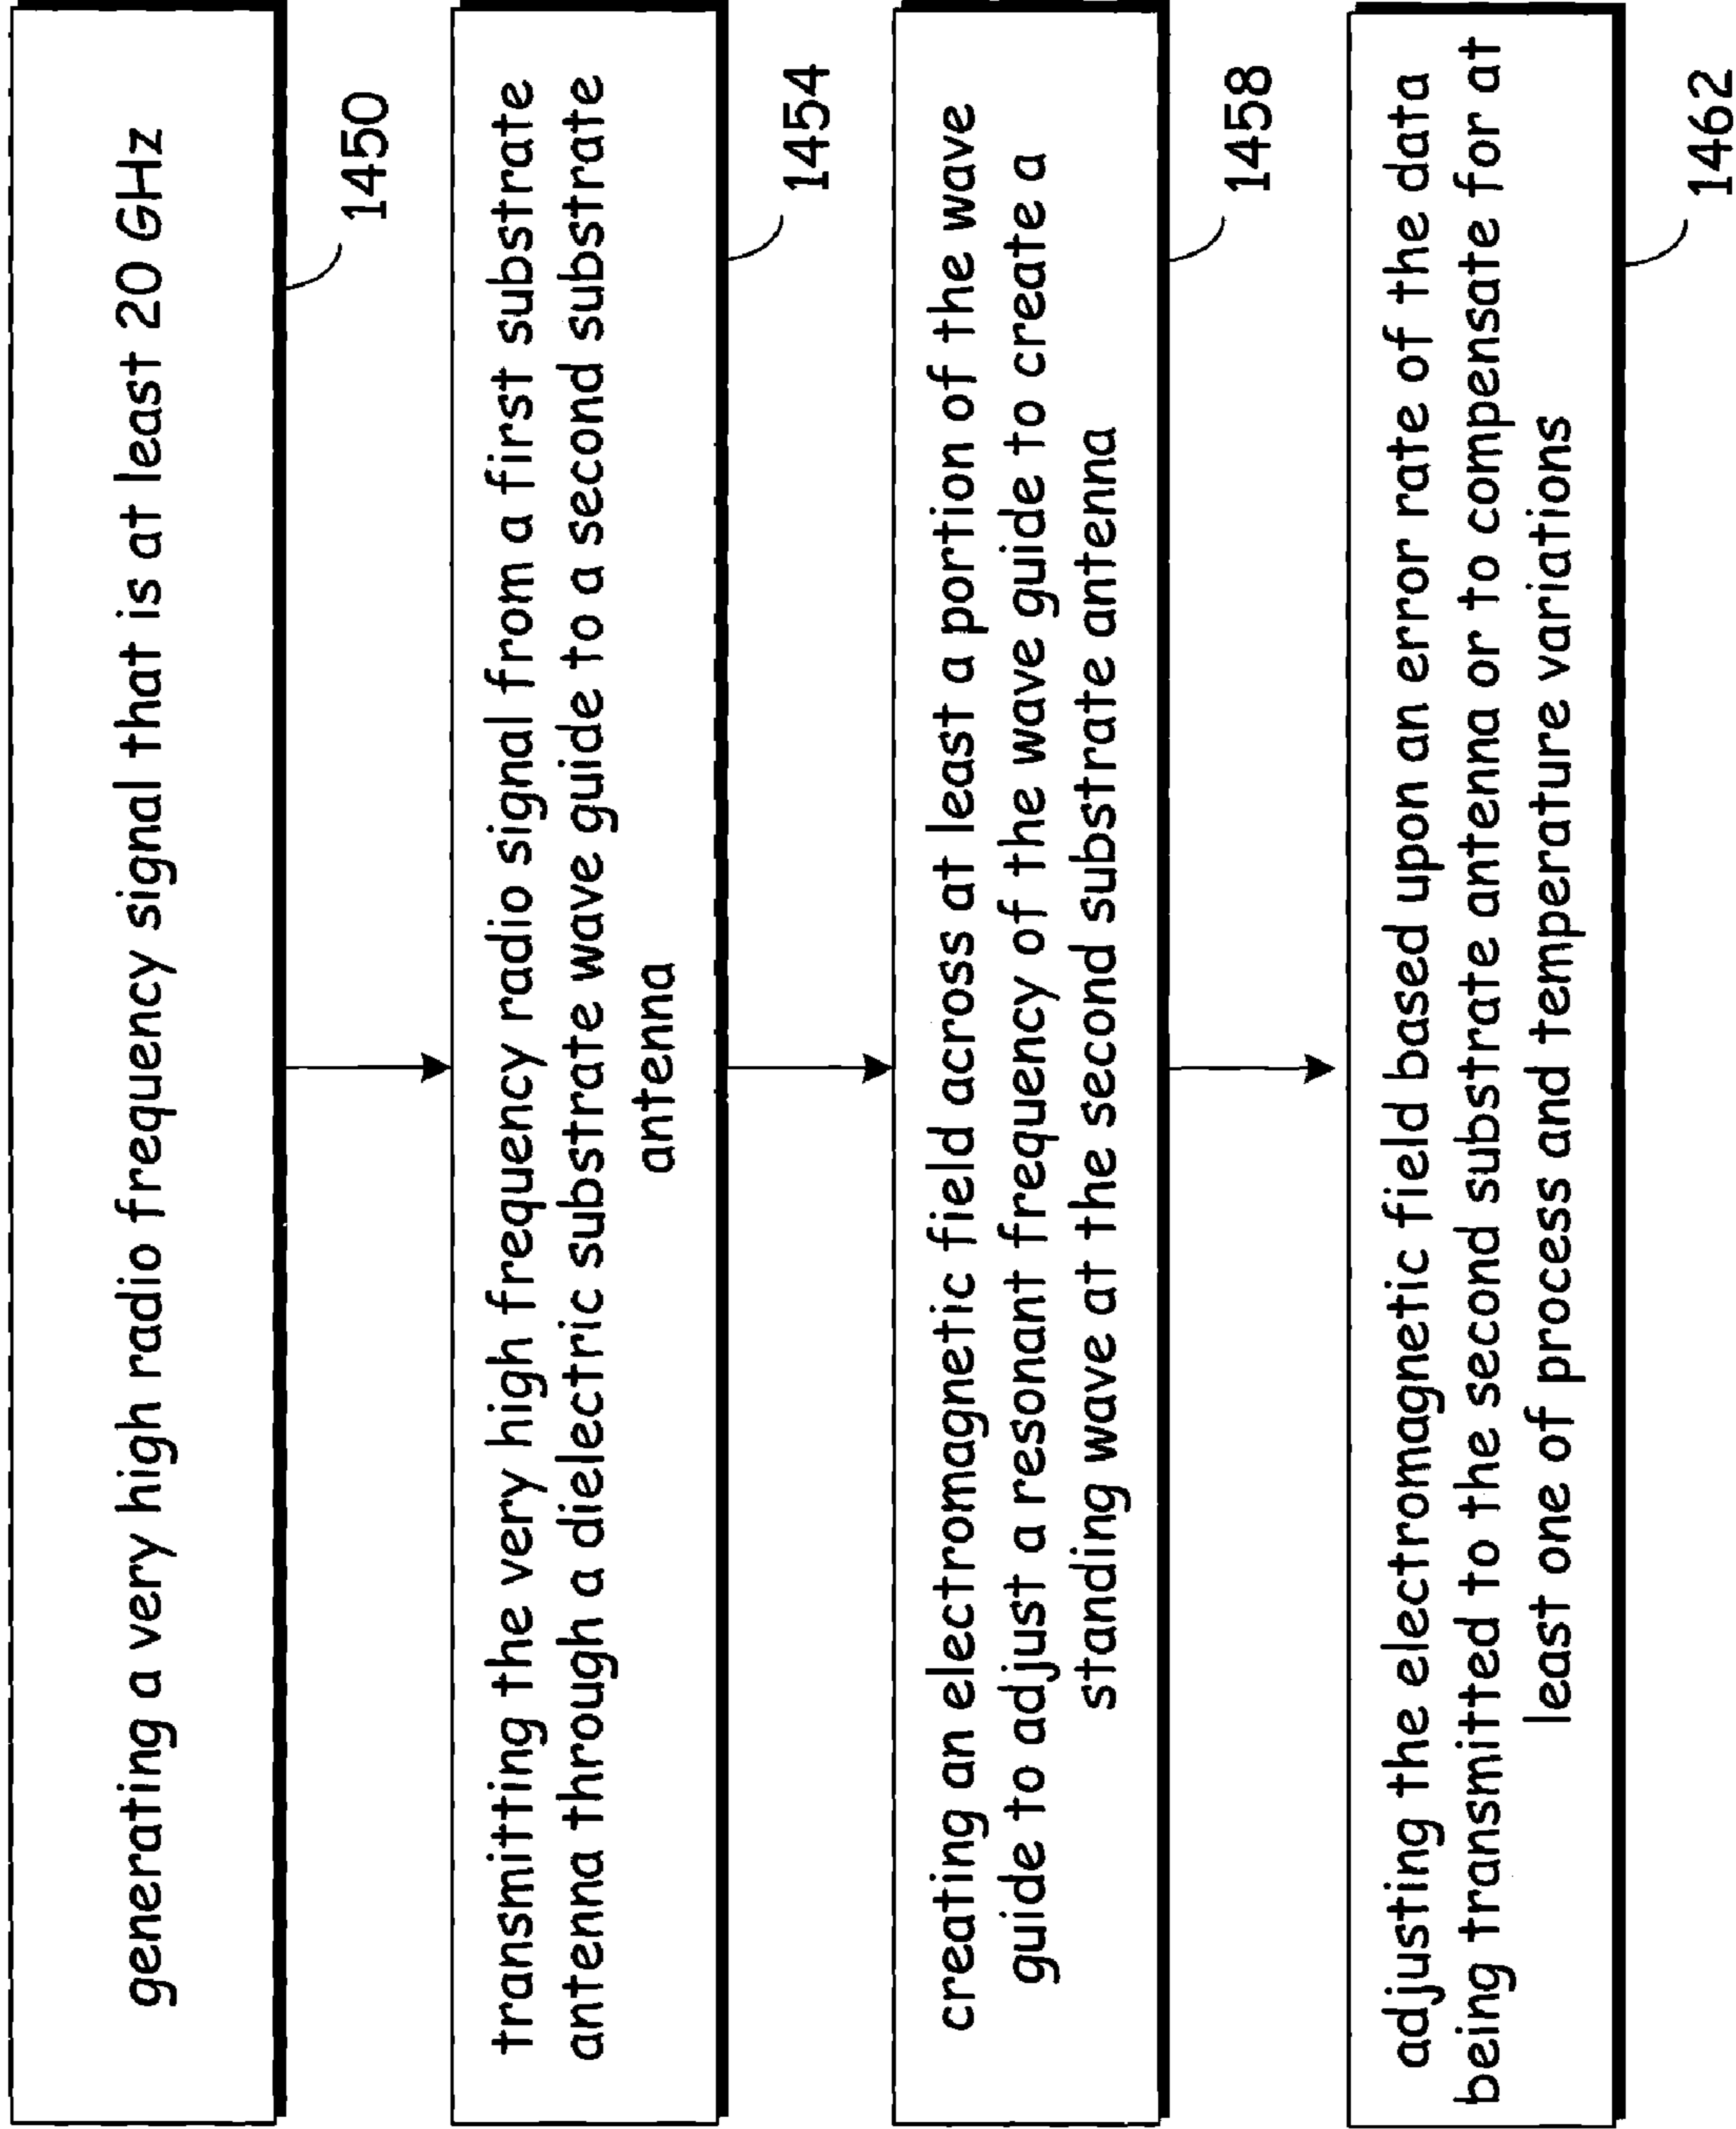 generating a very high radio frequency signal that is at least 20 GHz
1450
transmitting the very high frequency radio signal from a first substrate
antenna through a dielectric substrate wave guide to a second substrate
antenna
1454
creating an electromagnetic field across at least a portion of the wave
guide to adjust a resonant frequency of the wave guide to create a
standing wave at the second substrate antenna
1458
adjusting the electromagnetic field based upon an error rate of the data
being transmitted to the second substrate antenna or to compensate for at
least one of process and temperature variations
1462